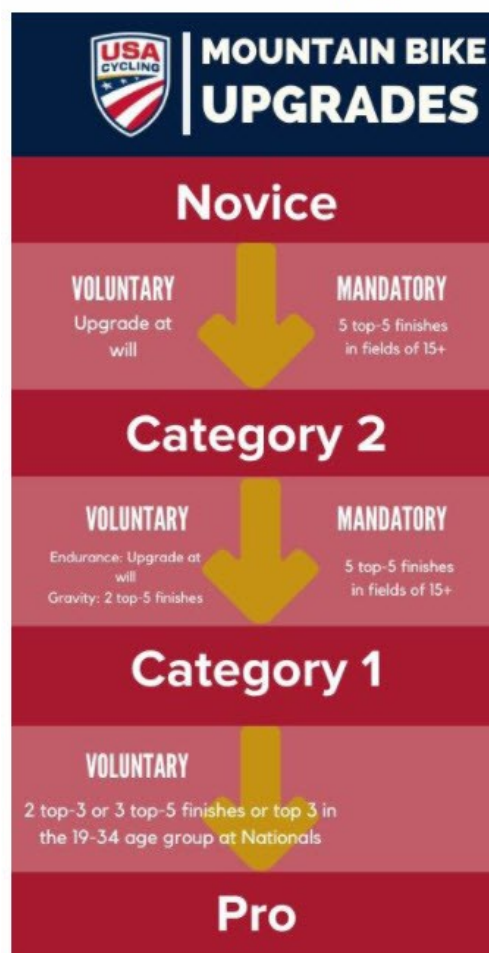 USA
CYCLING
MOUNTAIN BIKE
UPGRADES
Novice
VOLUNTARY
Upgrade at
will
MANDATORY
5 top-5 finishes
in fields of 15+
Category 2
VOLUNTARY
Endurance: Upgrade at
will
Gravity: 2 top-5 finishes
MANDATORY
5 top-5 finishes
in fields of 15+
Category 1
VOLUNTARY
2 top-3 or 3 top-5 finishes or top 3 in
the 19-34 age group at Nationals
Pro